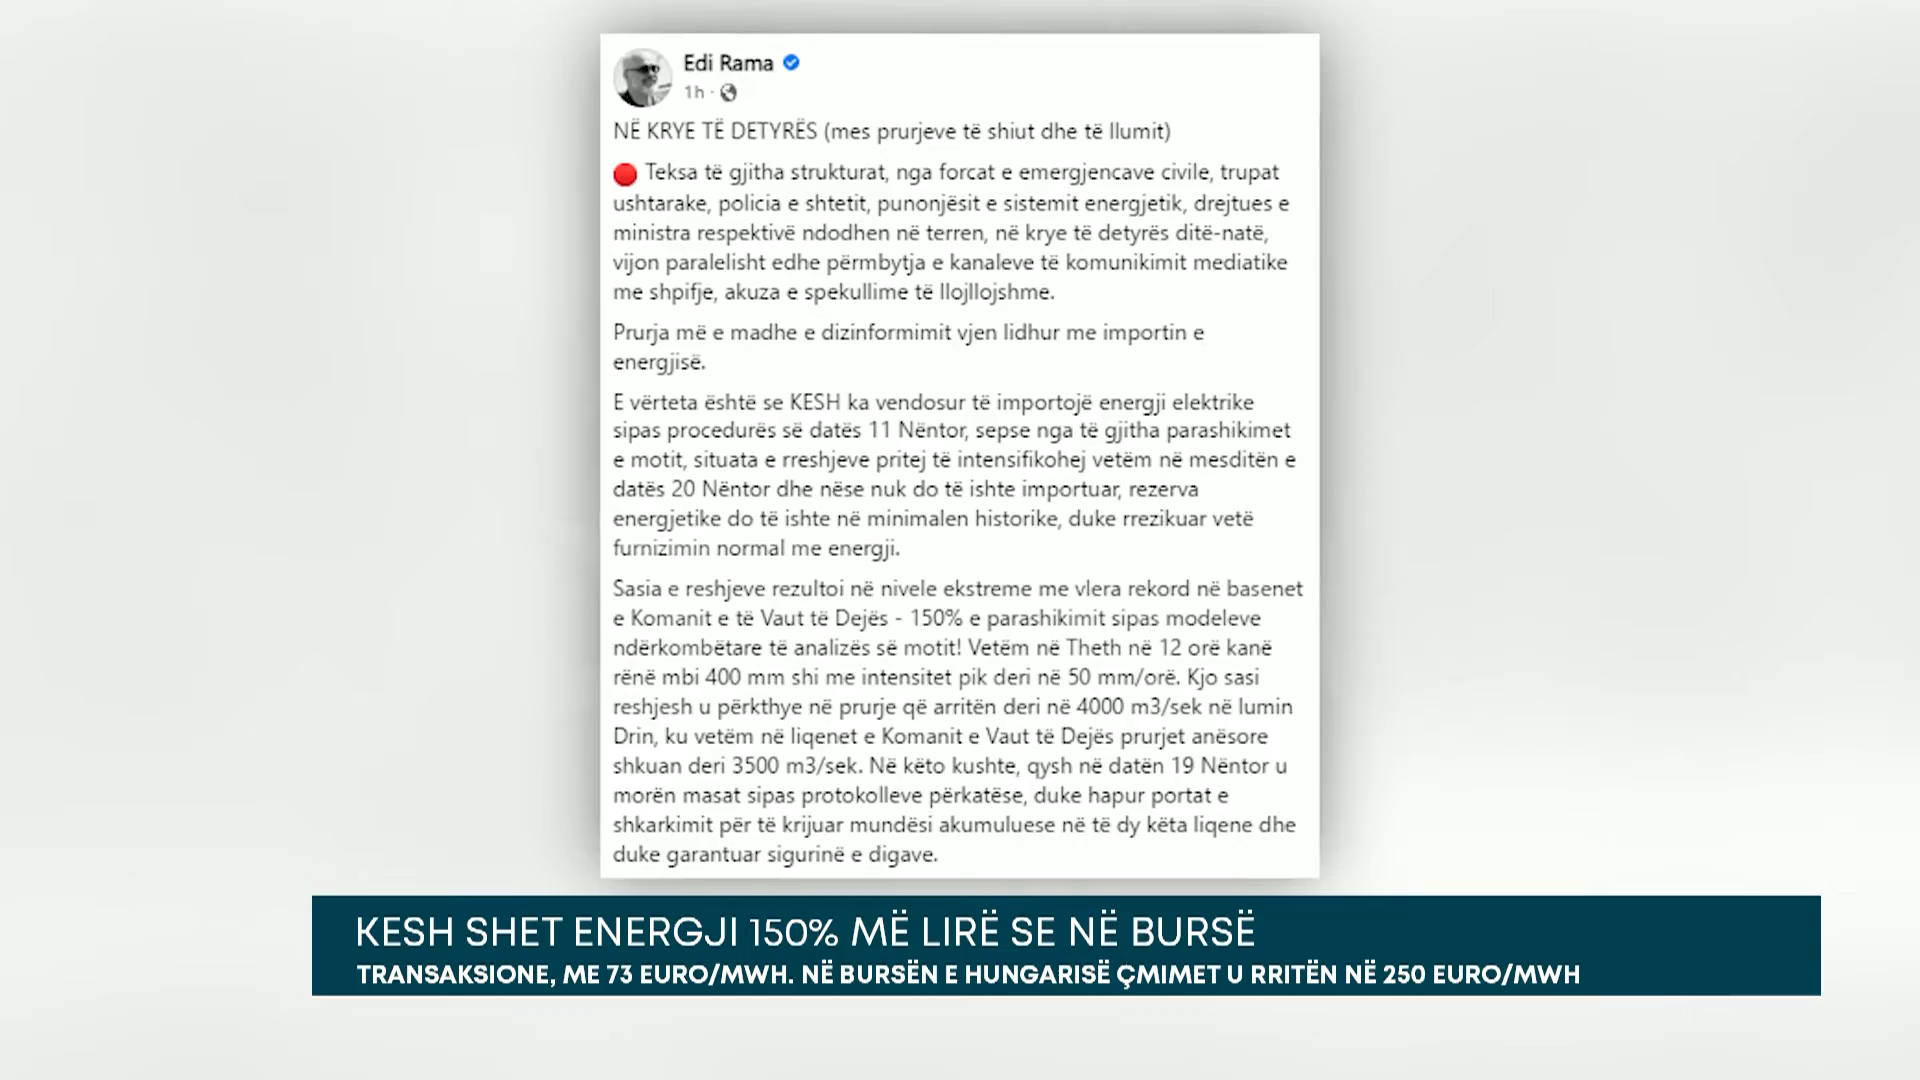 Edi Rama
1h ·
NË KRYE TË DETYRËS (mes prurjeve të shiut dhe të llumit)
Teksa të gjitha strukturat, nga forcat e emergjencave civile, trupat
ushtarake, policia e shtetit, punonjësit e sistemit energjetik, drejtues e
ministra respektivë ndodhen në terren, në krye të detyrës ditë-natë,
vijon paralelisht edhe përmbytja e kanaleve të komunikimit mediatike
me shpifje, akuza e spekullime të llojllojshme.
Prurja më e madhe e dizinformimit vjen lidhur me importin e
energjisë.
E vërteta është se KESH ka vendosur të importojë energji elektrike
sipas procedurës së datës 11 Nëntor, sepse nga të gjitha parashikimet
e motit, situata e rreshjeve pritej të intensifikohej vetëm në mesditën e
datës 20 Nëntor dhe nëse nuk do të ishte importuar, rezerva
energjetike do të ishte në minimalen historike, duke rrezikuar vetë
furnizimin normal me energji.
Sasia e reshjeve rezultoi në nivele ekstreme me vlera rekord në basenet
e Komanit e të Vaut të Dejës - 150% e parashikimit sipas modeleve
ndërkombëtare të analizës së motit! Vetëm në Theth në 12 orë kanë
rënë mbi 400 mm shi me intensitet pik deri në 50 mm/orë. Kjo sasi
reshjesh u përkthye në prurje që arritën deri në 4000 m3/sek në lumin
Drin, ku vetëm në liqenet e Komanit e Vaut të Dejës prurjet anësore
shkuan deri 3500 m3/sek. Në këto kushte, qysh në datën 19 Nëntor u
morën masat sipas protokolleve përkatëse, duke hapur portat e
shkarkimit për të krijuar mundësi akumuluese në të dy këta liqene dhe
duke garantuar sigurinë e digave.
KESH SHET ENERGJI 150% MË LIRË SE NË BURSË
TRANSAKSIONE, ME 73 EURO/MWH. NË BURSËN E HUNGARISË ÇMIMET U RRITËN NË 250 EURO/MWH